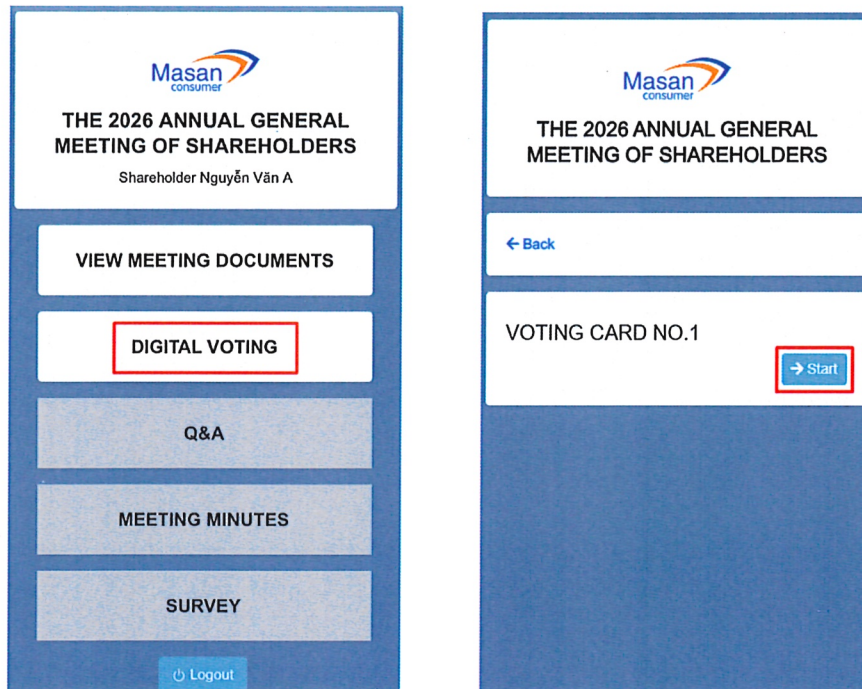 Masan
consumer
THE 2026 ANNUAL GENERAL
MEETING OF SHAREHOLDERS
Shareholder Nguyễn Văn A
VIEW MEETING DOCUMENTS
DIGITAL VOTING
Q&A
MEETING MINUTES
SURVEY
Logout
Masan
consumer
THE 2026 ANNUAL GENERAL
MEETING OF SHAREHOLDERS
← Back
VOTING CARD NO.1
→ Start